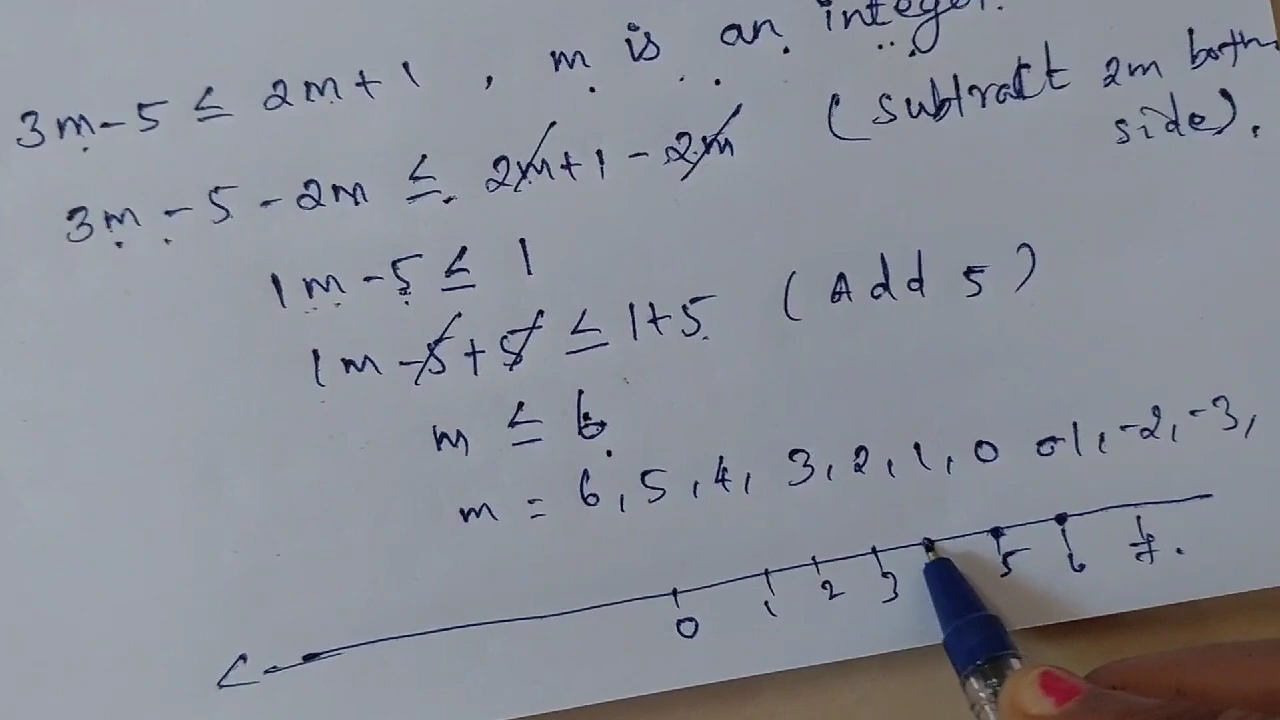 3m-5 ≤ 2m+1 , m is an integer.
3m-5-2m ≤ 2m+1-2m (Subtract 2m both side).
1m-5 ≤ 1
1m-5+5 ≤ 1+5 (Add 5)
m ≤ 6
m = 6, 5, 4, 3, 2, 1, 0 -1, -2, -3,
0 1 2 3 5 6 7